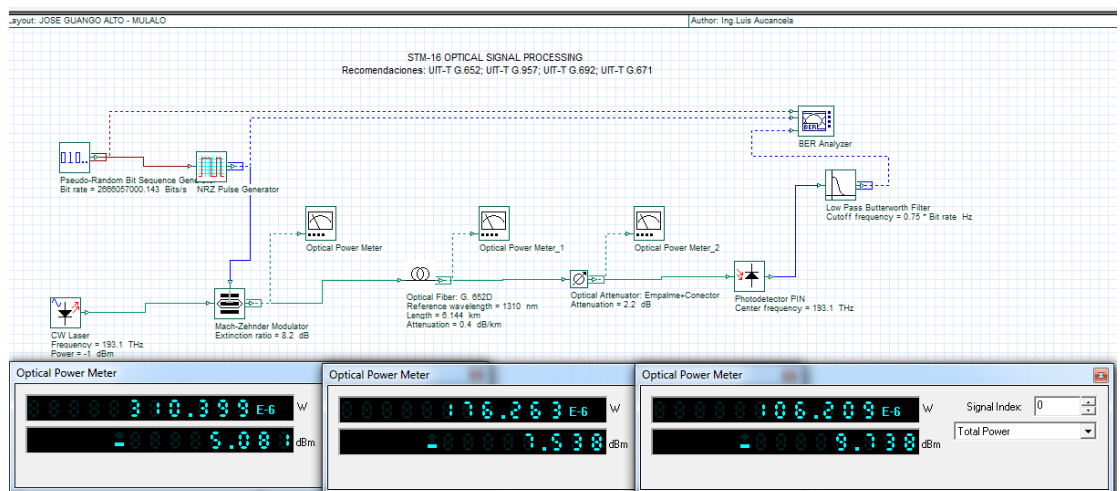 Layout: JOSE GUANGO ALTO - MULALO
Author: Ing.Luis Aucancela
STM-16 OPTICAL SIGNAL PROCESSING
Recomendaciones: UIT-T G.652; UIT-T G.957; UIT-T G.692; UIT-T G.671
BER
BER Analyzer
010..
Pseudo-Random Bit Sequence Gener
Bit rate = 2666057000.143 Bits/s
NRZ Pulse Generator
Low Pass Butterworth Filter
Cutoff frequency = 0.75 * Bit rate Hz
Optical Power Meter
Optical Power Meter_1
Optical Power Meter_2
CW Laser
Frequency = 193.1 THz
Power = -1 dBm
Mach-Zehnder Modulator
Extinction ratio = 8.2 dB
Optical Fiber: G. 652D
Reference wavelength = 1310 nm
Length = 6.144 km
Attenuation = 0.4 dB/km
Optical Attenuator: Empalme+Conector
Attenuation = 2.2 dB
Photodetector PIN
Center frequency = 193.1 THz
Optical Power Meter
310.399 E-6 W
-5.081 dBm
Optical Power Meter
176.263 E-6 W
-7.538 dBm
Optical Power Meter
106.209 E-6 W
-9.738 dBm
Signal Index: 0
Total Power